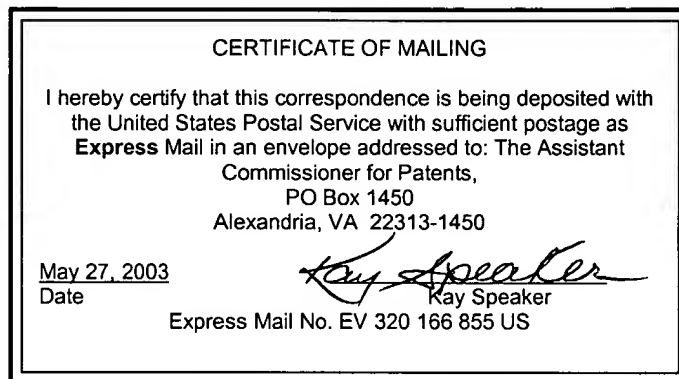 CERTIFICATE OF MAILING
I hereby certify that this correspondence is being deposited with
the United States Postal Service with sufficient postage as
Express Mail in an envelope addressed to: The Assistant
Commissioner for Patents,
PO Box 1450
Alexandria, VA 22313-1450
May 27, 2003 Kay Speaker
Date Kay Speaker
Express Mail No. EV 320 166 855 US